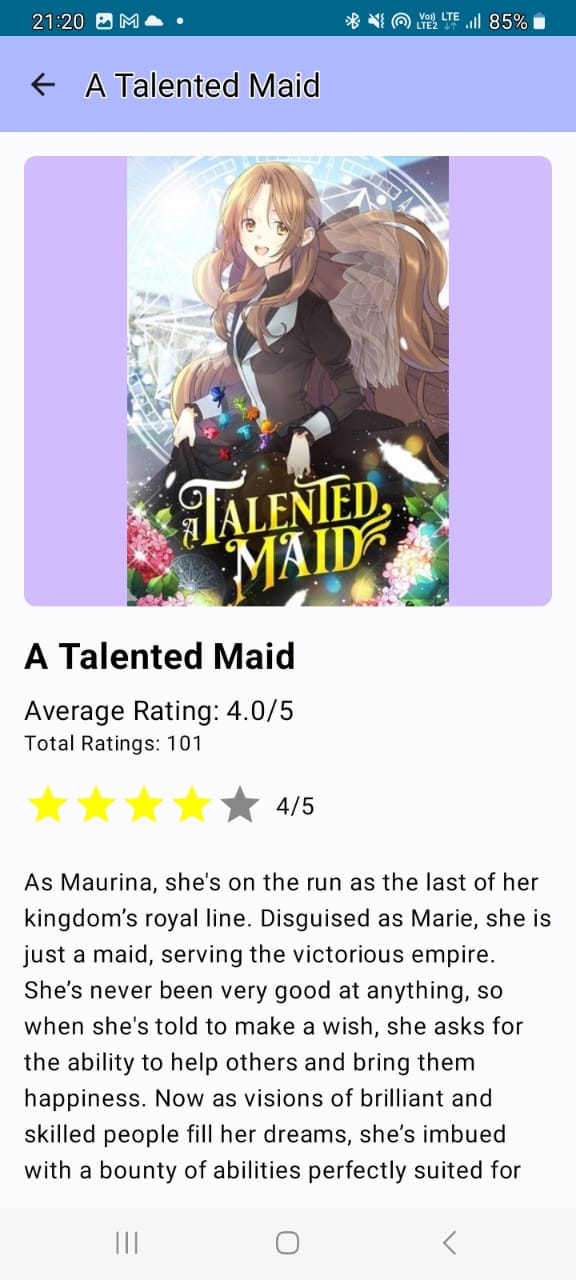 21:20
Vo) LTE
LTE2
85%
A Talented Maid
A TALENTED
MAID
A Talented Maid
Average Rating: 4.0/5
Total Ratings: 101
4/5
As Maurina, she's on the run as the last of her
kingdom’s royal line. Disguised as Marie, she is
just a maid, serving the victorious empire.
She’s never been very good at anything, so
when she's told to make a wish, she asks for
the ability to help others and bring them
happiness. Now as visions of brilliant and
skilled people fill her dreams, she’s imbued
with a bounty of abilities perfectly suited for